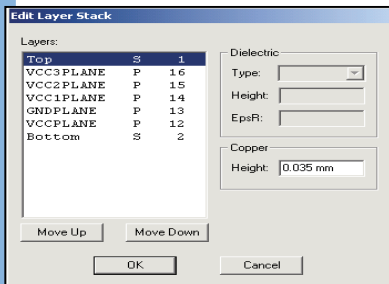 Edit Layer Stack
Layers:
Top S 1
VCC3PLANE P 16
VCC2PLANE P 15
VCC1PLANE P 14
GNDPLANE P 13
VCCPLANE P 12
Bottom S 2
Move Up
Move Down
Dielectric
Type:
Height:
EpsR:
Copper
Height: 0.035 mm
OK
Cancel